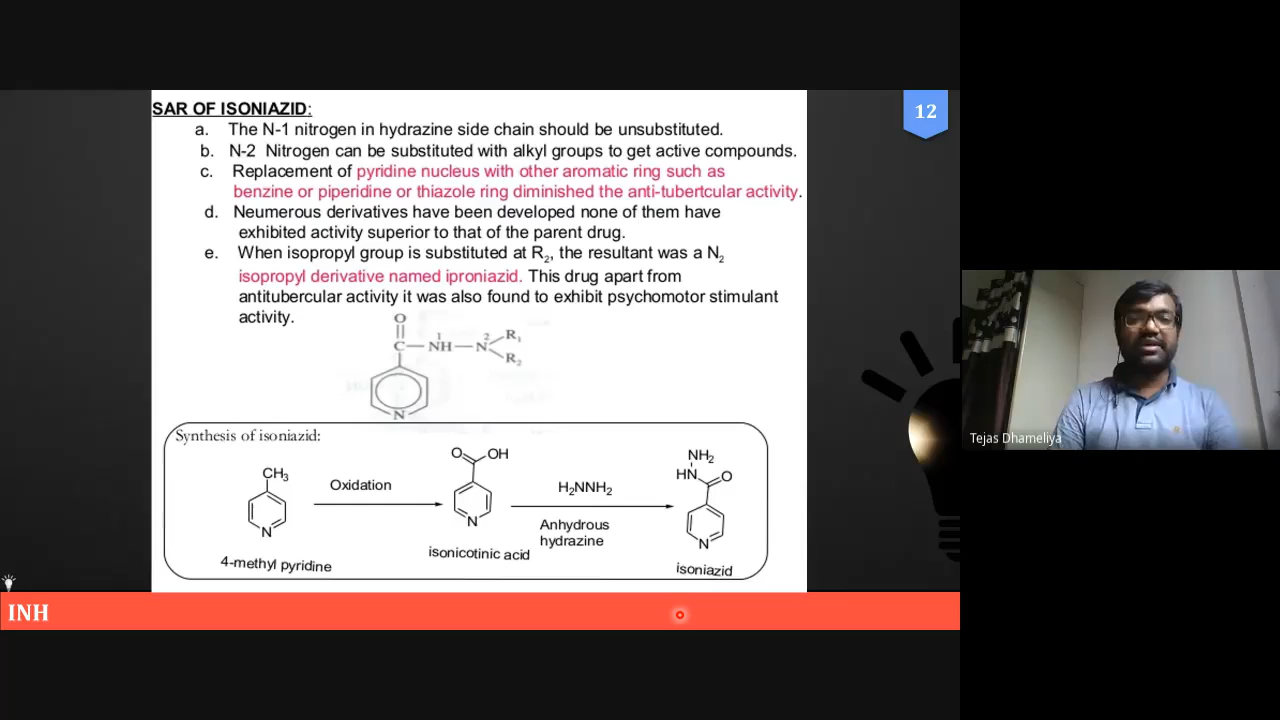 SAR OF ISONIAZID:
12
a. The N-1 nitrogen in hydrazine side chain should be unsubstituted.
b. N-2 Nitrogen can be substituted with alkyl groups to get active compounds.
c. Replacement of pyridine nucleus with other aromatic ring such as
benzine or piperidine or thiazole ring diminished the anti-tubertcular activity.
d. Neumerous derivatives have been developed none of them have
exhibited activity superior to that of the parent drug.
e. When isopropyl group is substituted at R2, the resultant was a N2
isopropyl derivative named iproniazid. This drug apart from
antitubercular activity it was also found to exhibit psychomotor stimulant
activity.
O
1 2 R1
C NH N
R2
N
Synthesis of isoniazid:
CH3
N
4-methyl pyridine
Oxidation
O OH
N
isonicotinic acid
H2NNH2
Anhydrous
hydrazine
NH2
HN O
N
isoniazid
INH
Tejas Dhameliya